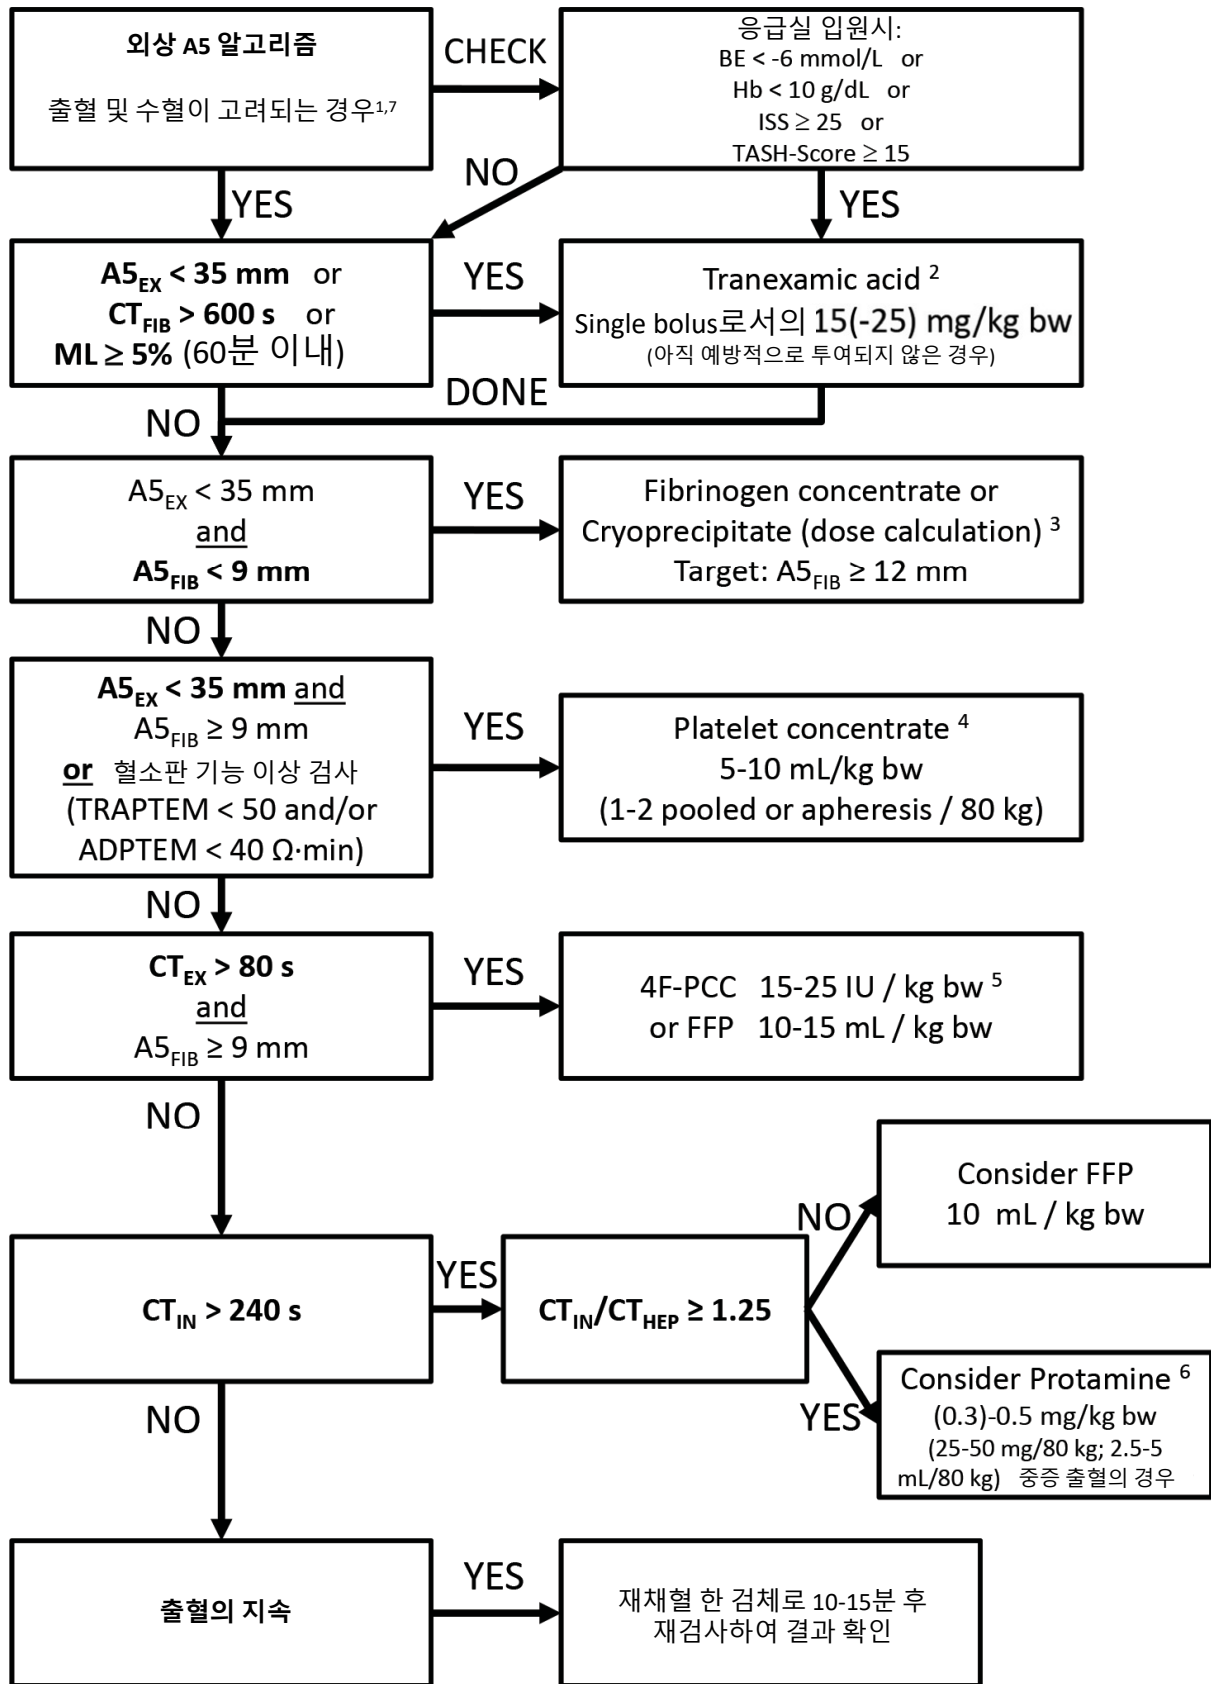 외상 A5 알고리즘
출혈 및 수혈이 고려되는 경우1,7
CHECK
응급실 입원시:
BE < -6 mmol/L or
Hb < 10 g/dL or
ISS ≥ 25 or
TASH-Score ≥ 15
NO
YES
YES
A5EX < 35 mm or
CTFIB > 600 s or
ML ≥ 5% (60분 이내)
YES
Tranexamic acid 2
Single bolus로서의 15(-25) mg/kg bw
(아직 예방적으로 투여되지 않은 경우)
DONE
NO
A5EX < 35 mm
and
A5FIB < 9 mm
YES
Fibrinogen concentrate or
Cryoprecipitate (dose calculation) 3
Target: A5FIB ≥ 12 mm
NO
A5EX < 35 mm and
A5FIB ≥ 9 mm
or 혈소판 기능 이상 검사
(TRAPTEM < 50 and/or
ADPTEM < 40 Ω·min)
YES
Platelet concentrate 4
5-10 mL/kg bw
(1-2 pooled or apheresis / 80 kg)
NO
CTEX > 80 s
and
A5FIB ≥ 9 mm
YES
4F-PCC 15-25 IU / kg bw 5
or FFP 10-15 mL / kg bw
NO
CTIN > 240 s
YES
CTIN/CTHEP ≥ 1.25
NO
Consider FFP
10 mL / kg bw
YES
Consider Protamine 6
(0.3)-0.5 mg/kg bw
(25-50 mg/80 kg; 2.5-5
mL/80 kg) 중증 출혈의 경우
NO
출혈의 지속
YES
재채혈 한 검체로 10-15분 후
재검사하여 결과 확인